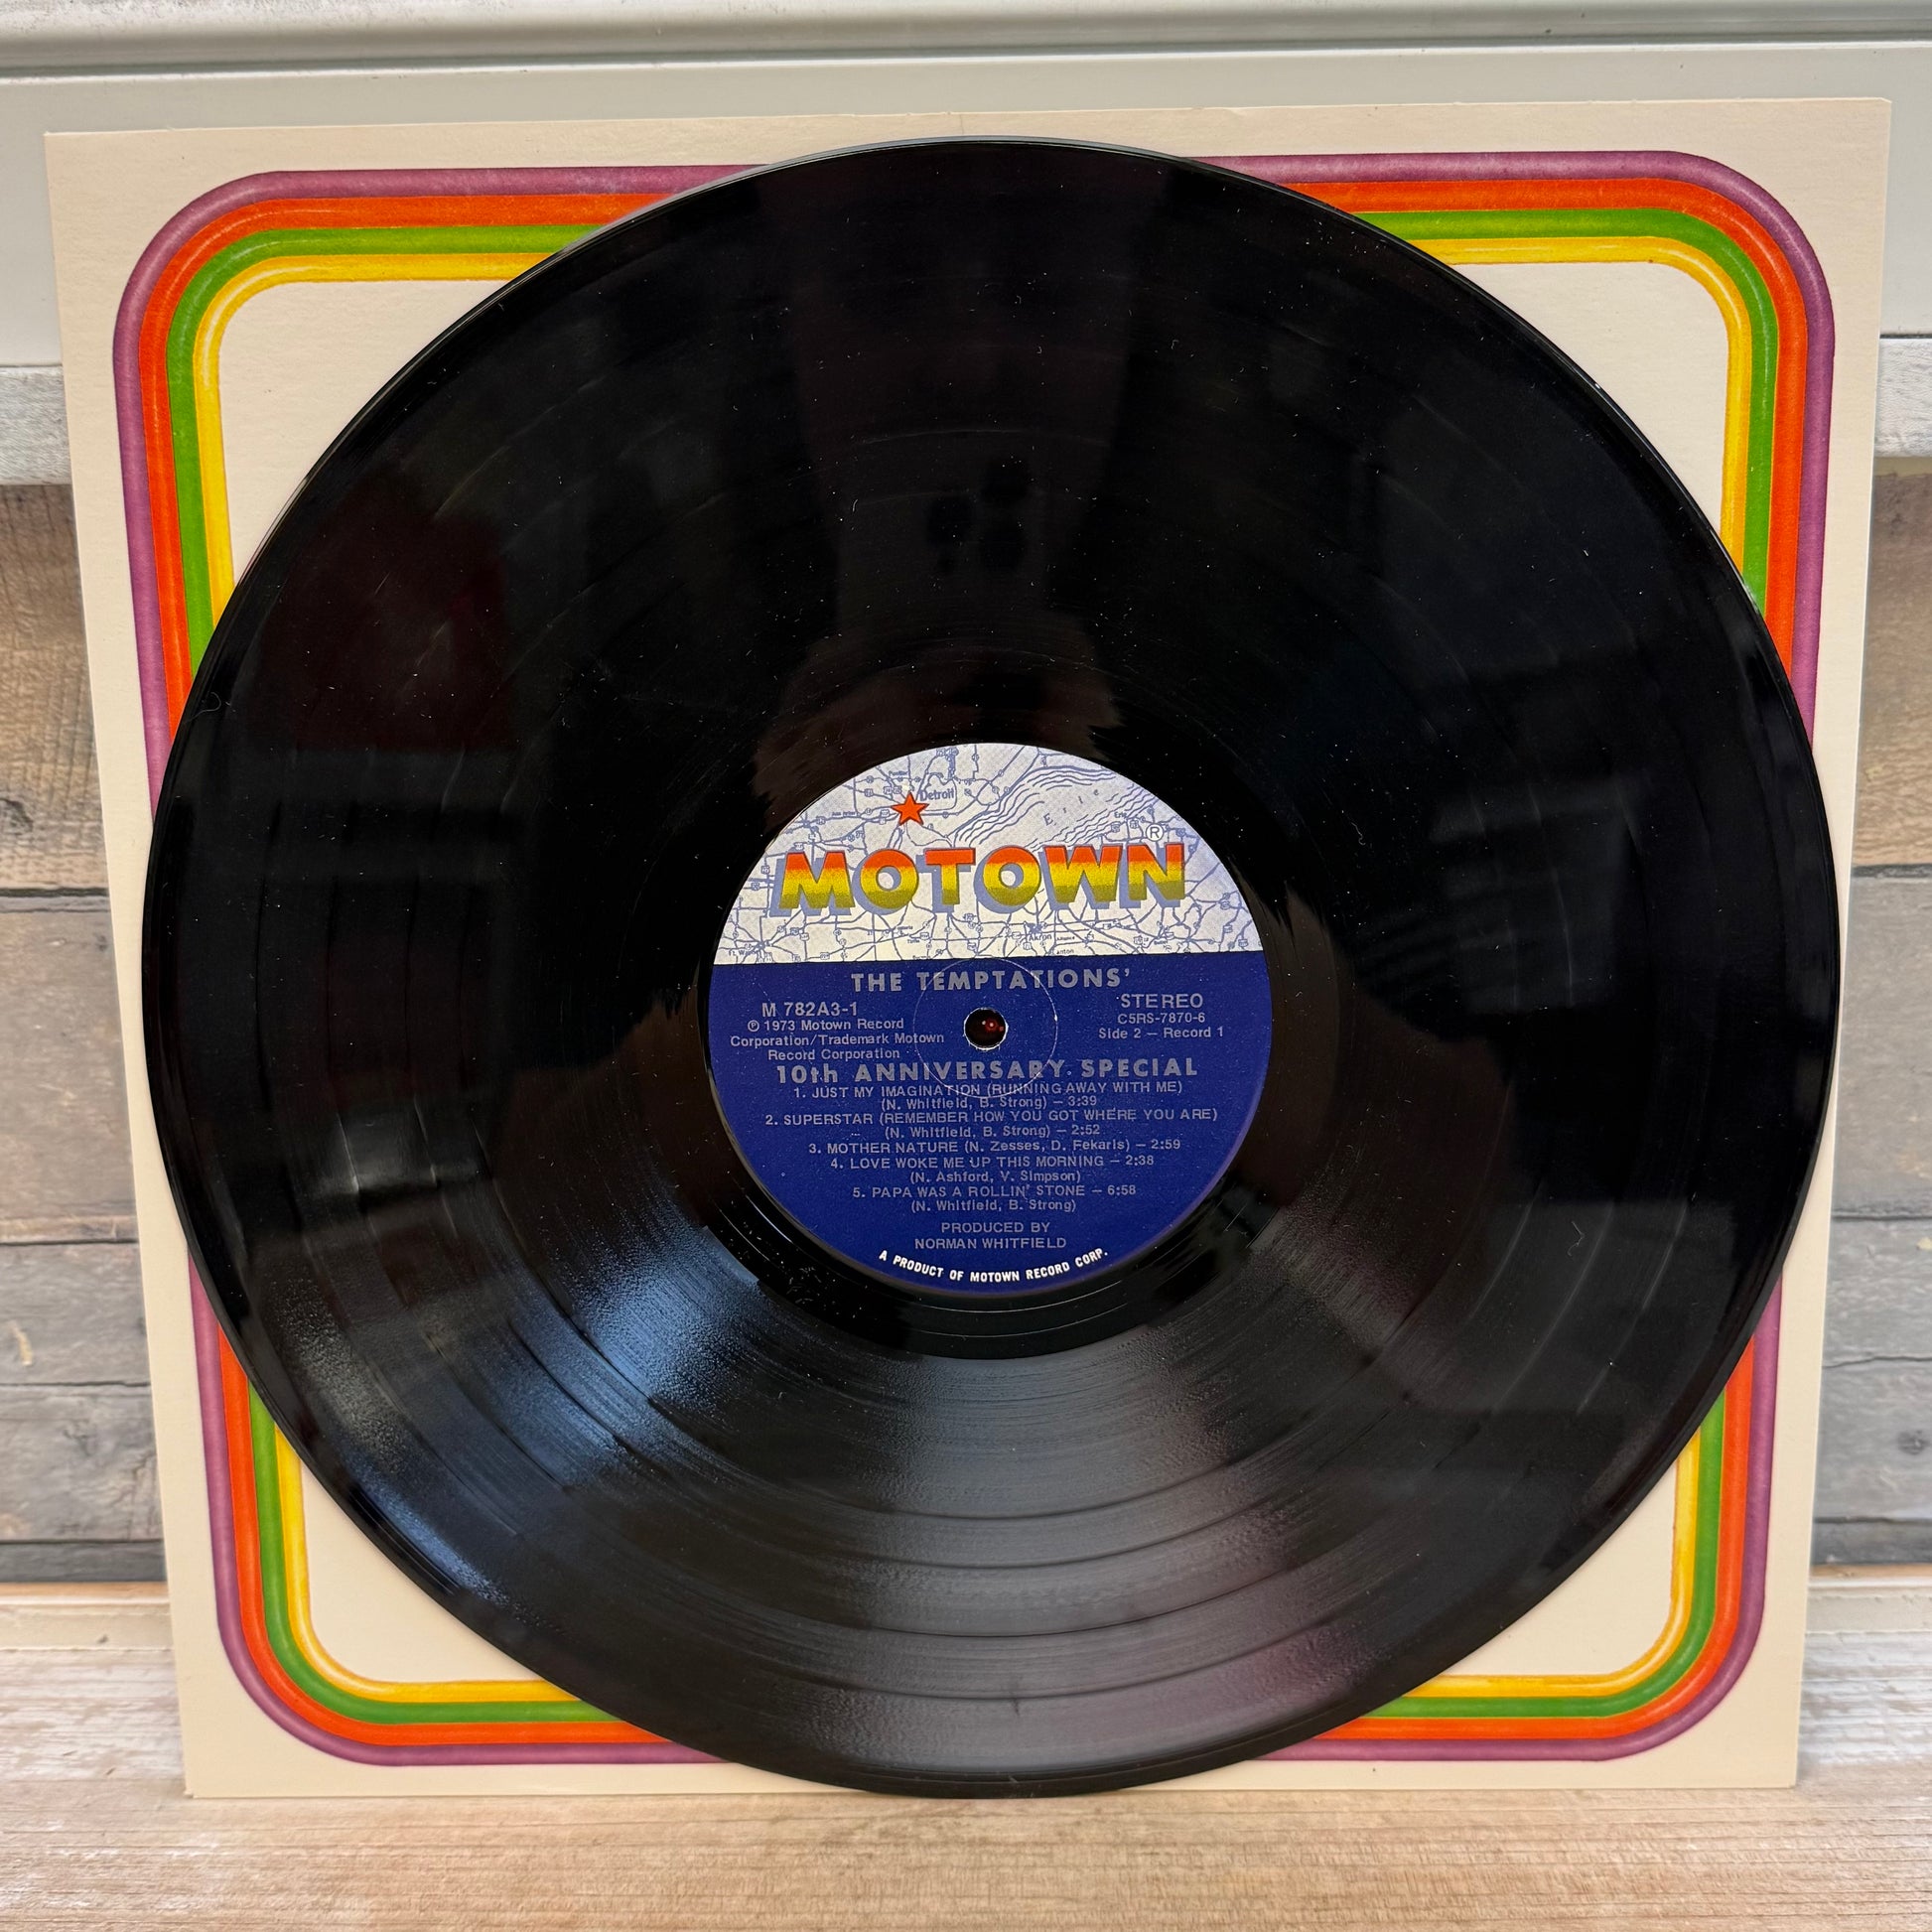 Detroit
Erie
®
MOTOWN
Akron
THE TEMPTATIONS'
M 782A3-1
℗ 1973 Motown Record
Corporation/Trademark Motown
Record Corporation
STEREO
C5RS-7870-6
Side 2 — Record 1
10th ANNIVERSARY SPECIAL
1. JUST MY IMAGINATION (RUNNING AWAY WITH ME)
(N. Whitfield, B. Strong) — 3:39
2. SUPERSTAR (REMEMBER HOW YOU GOT WHERE YOU ARE)
(N. Whitfield, B. Strong) — 2:52
3. MOTHER NATURE (N. Zesses, D. Fekaris) — 2:59
4. LOVE WOKE ME UP THIS MORNING — 2:38
(N. Ashford, V. Simpson)
5. PAPA WAS A ROLLIN' STONE — 6:58
(N. Whitfield, B. Strong)
PRODUCED BY
NORMAN WHITFIELD
A PRODUCT OF MOTOWN RECORD CORP.